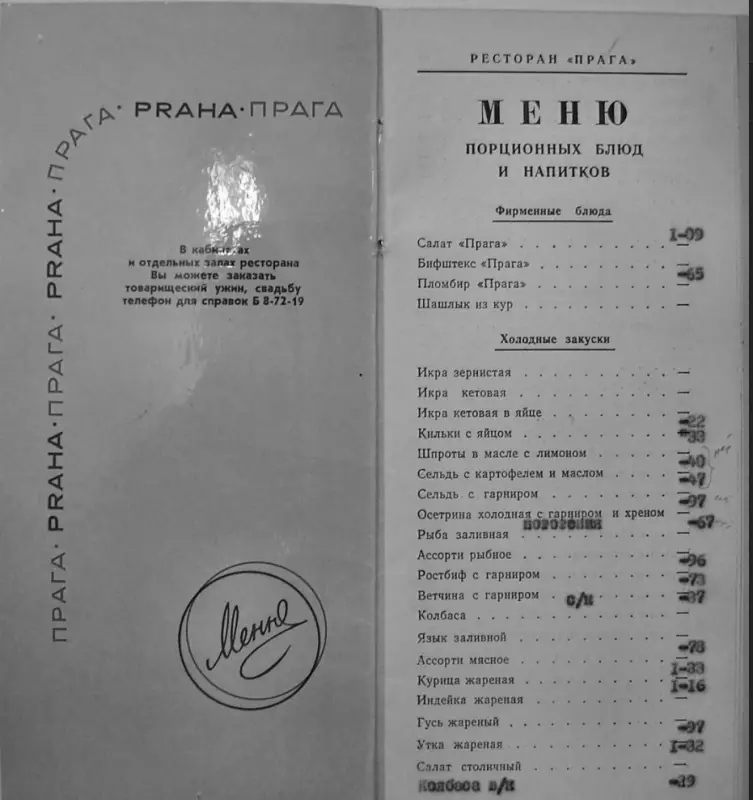 ПРАГА·PRAHA·ПРАГА·PRAHA·ПРАГА·PRAHA·ПРАГА
В кабинетах
и отдельных залах ресторана
Вы можете заказать
товарищеский ужин, свадьбу
телефон для справок Б 8-72-19
Меню
РЕСТОРАН «ПРАГА»
МЕНЮ
ПОРЦИОННЫХ БЛЮД
И НАПИТКОВ
Фирменные блюда
Салат «Прага» . . . . . . . . . . 1-09
Бифштекс «Прага» . . . . . . . . . —
Пломбир «Прага» . . . . . . . . . -65
Шашлык из кур . . . . . . . . . . —
Холодные закуски
Икра зернистая . . . . . . . . . . —
Икра кетовая . . . . . . . . . . —
Икра кетовая в яйце . . . . . . . . —
Кильки с яйцом . . . . . . . . . -22
-33
Шпроты в масле с лимоном . . . . . —
-40
Сельдь с картофелем и маслом . . . . —
-47
Сельдь с гарниром . . . . . . . . —
-97
Осетрина холодная с гарниром и хреном —
-67
Рыба заливная . . . . . . . . . .
Ассорти рыбное . . . . . . . . . —
-96
Ростбиф с гарниром . . . . . . . . —
-73
Ветчина с гарниром . . . . . . . . -37
с/к
Колбаса . . . . . . . . . . . .
Язык заливной . . . . . . . . . .
-78
Ассорти мясное . . . . . . . . . —
1-33
Курица жареная . . . . . . . . . —
1-16
Индейка жареная . . . . . . . . .
Гусь жареный . . . . . . . . . . -97
Утка жареная . . . . . . . . . . 1-32
Салат столичный . . . . . . . . . —
Колбаса в/к -39